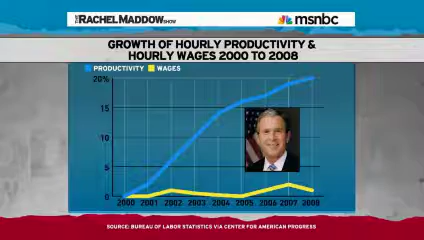 THE RACHEL MADDOW SHOW
msnbc
GROWTH OF HOURLY PRODUCTIVITY &
HOURLY WAGES 2000 TO 2008
PRODUCTIVITY WAGES
20%
15
10
5
0
2000 2001 2002 2003 2004 2005 2006 2007 2008
SOURCE: BUREAU OF LABOR STATISTICS VIA CENTER FOR AMERICAN PROGRESS